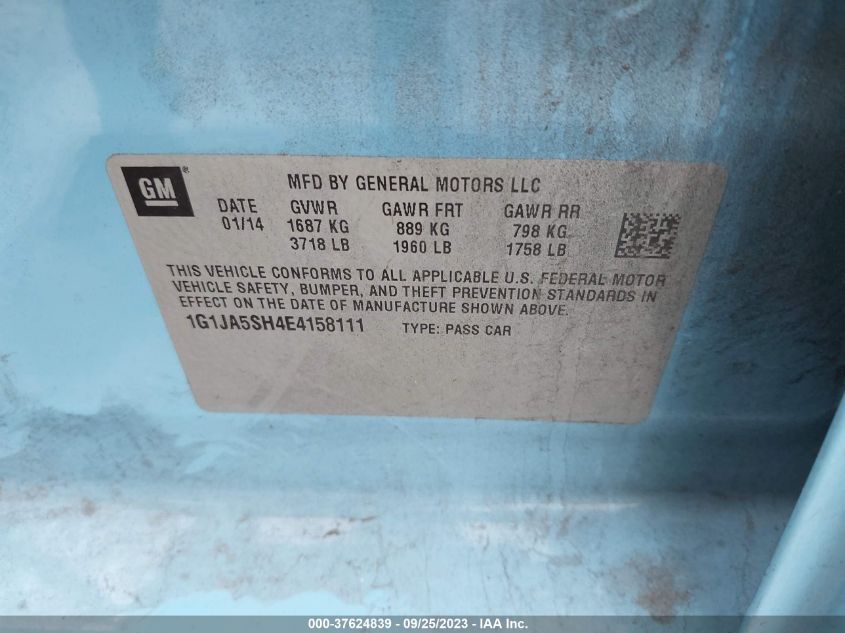 GM®
MFD BY GENERAL MOTORS LLC
DATE GVWR GAWR FRT GAWR RR
01/14 1687 KG 889 KG 798 KG
3718 LB 1960 LB 1758 LB
THIS VEHICLE CONFORMS TO ALL APPLICABLE U.S. FEDERAL MOTOR
VEHICLE SAFETY, BUMPER, AND THEFT PREVENTION STANDARDS IN
EFFECT ON THE DATE OF MANUFACTURE SHOWN ABOVE.
1G1JA5SH4E4158111 TYPE: PASS CAR
000-37624839 - 09/25/2023 - IAA Inc.